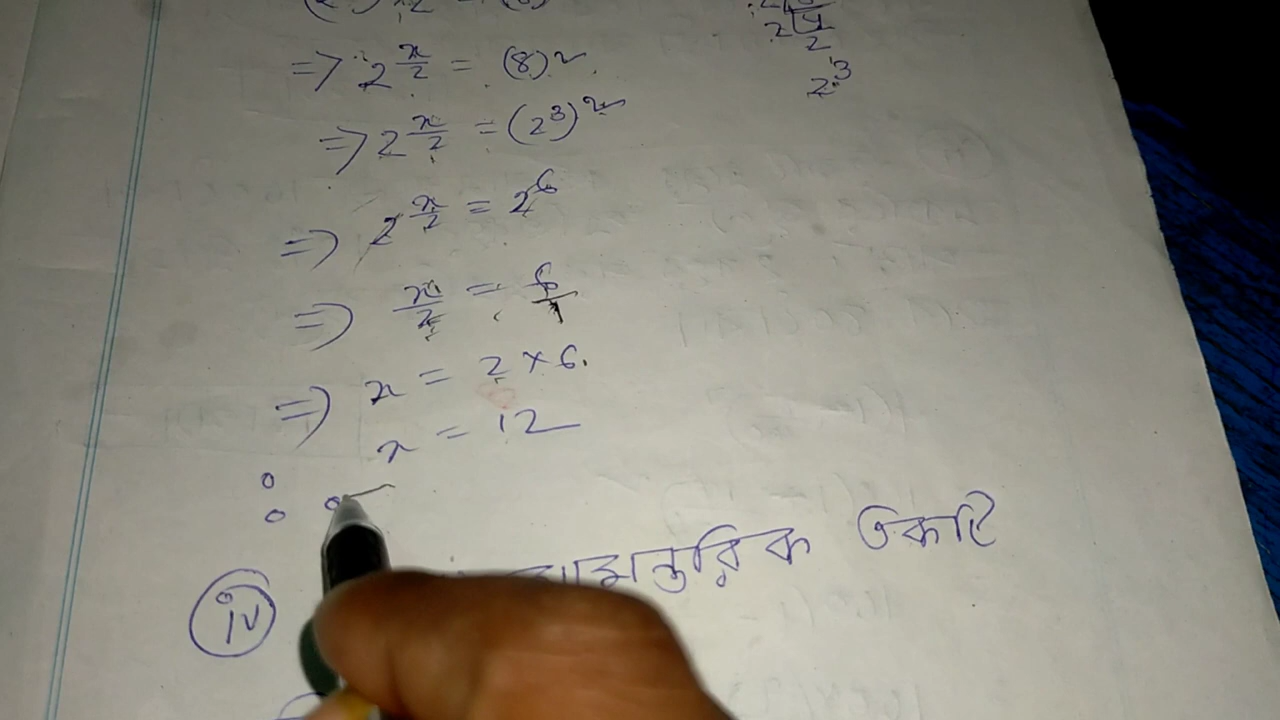 ⇒ 2^(x/2) = (8)^2
⇒ 2^(x/2) = (2^3)^2
⇒ 2^(x/2) = 2^6
⇒ x/2 = 6/1
⇒ x = 2 × 6.
x = 12
2
2^3
(iv)
একটি